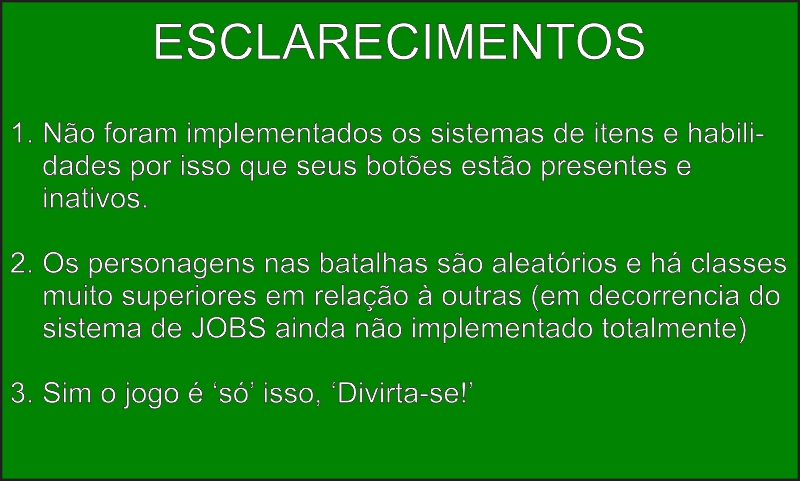 ESCLARECIMENTOS
1. Não foram implementados os sistemas de itens e habili-
dades por isso que seus botões estão presentes e
inativos.
2. Os personagens nas batalhas são aleatórios e há classes
muito superiores em relação à outras (em decorrencia do
sistema de JOBS ainda não implementado totalmente)
3. Sim o jogo é ‘só’ isso, ‘Divirta-se!’